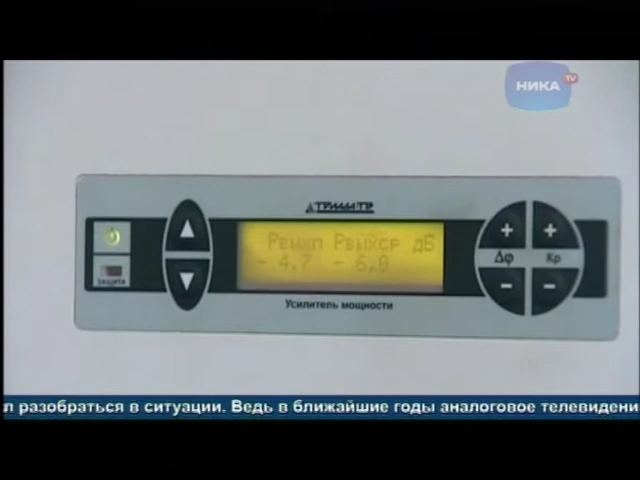 НИКА TV
ТРИАДА-ТВ
Рвыхп Рвыхср дБ
- 4.7 - 6.0
+ +
Δφ Кр
- -
ЗАЩИТА
Усилитель мощности
л разобраться в ситуации. Ведь в ближайшие годы аналоговое телевидени